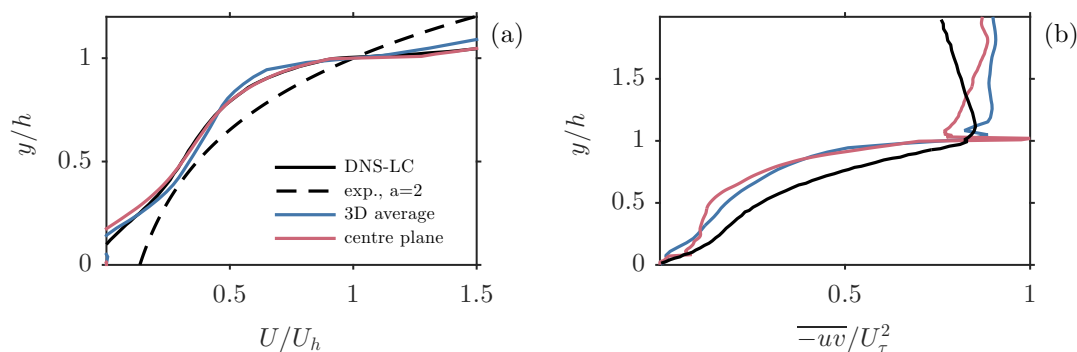 (a)
y/h
1
0.5
0
DNS-LC
exp., a=2
3D average
centre plane
0.5
1
1.5
U/U_h
(b)
y/h
1.5
1
0.5
0
0.5
1
\overline{-uv}/U_τ^2